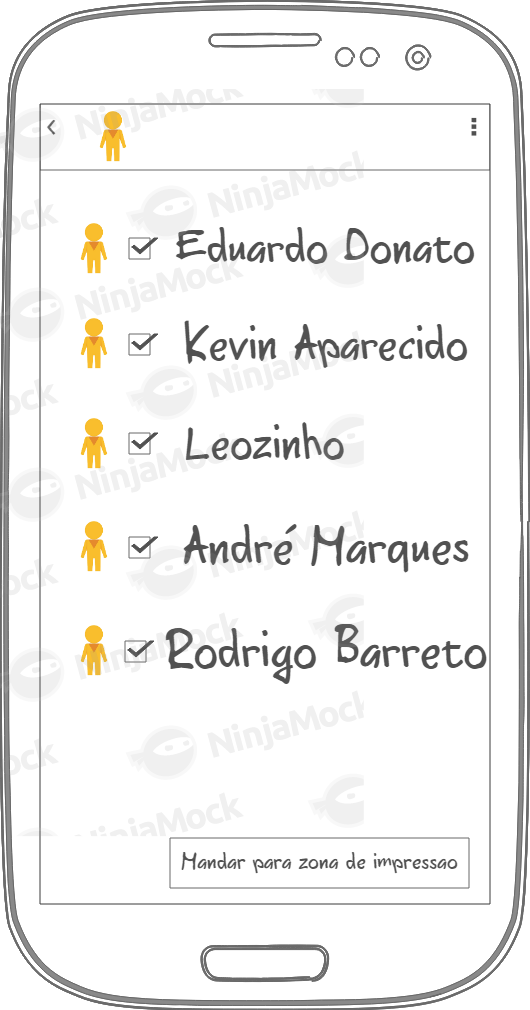 NinjaMock
Eduardo Donato
Kevin Aparecido
Leozinho
André Marques
Rodrigo Barreto
Mandar para zona de impressao